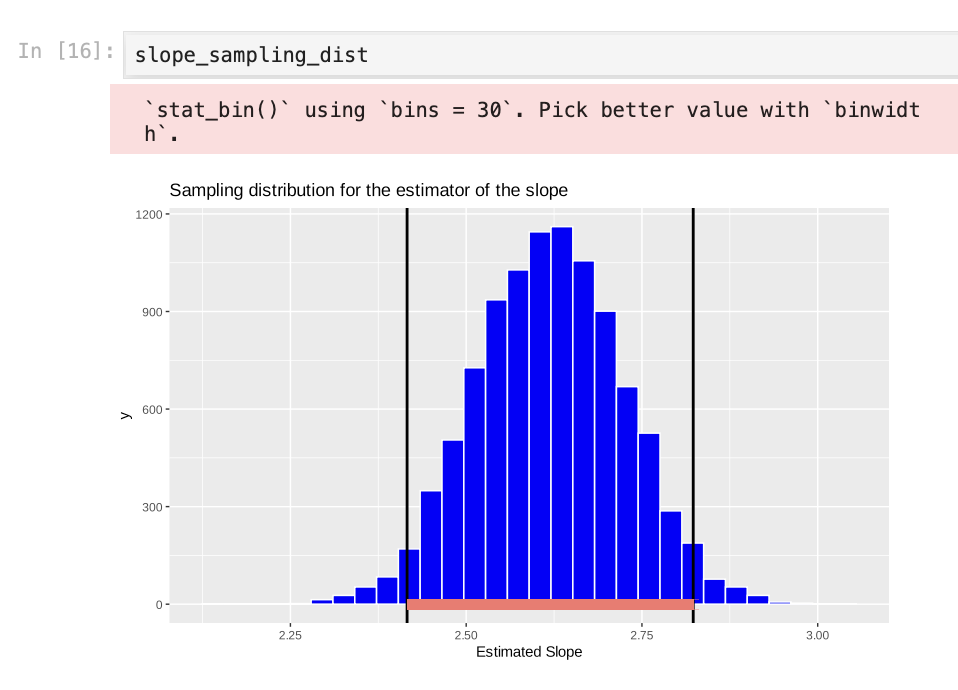 In [16]:
slope_sampling_dist
`stat_bin()` using `bins = 30`. Pick better value with `binwidt
h`.
Sampling distribution for the estimator of the slope
1200
900
600
300
0
y
2.25 2.50 2.75 3.00
Estimated Slope